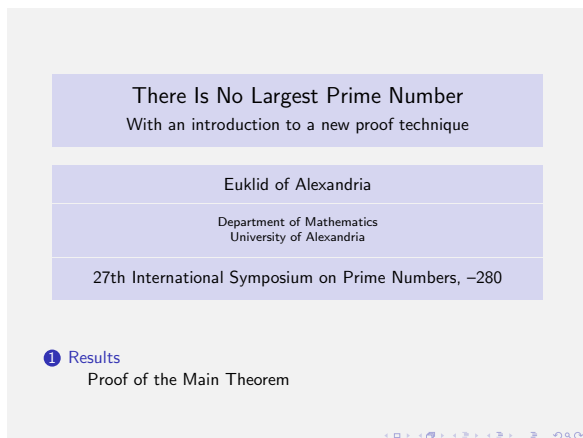 There Is No Largest Prime Number
With an introduction to a new proof technique
Euklid of Alexandria
Department of Mathematics
University of Alexandria
27th International Symposium on Prime Numbers, –280
1 Results
Proof of the Main Theorem